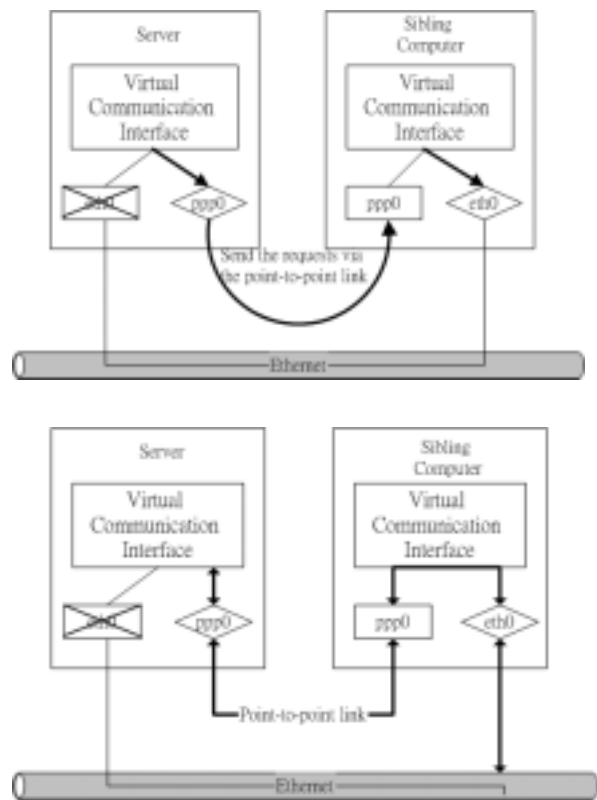 Server
Sibling
Computer
Virtual
Communication
Interface
Virtual
Communication
Interface
eth0
ppp0
ppp0
eth0
Send the requests via
the point-to-point link
Ethernet
Server
Sibling
Computer
Virtual
Communication
Interface
Virtual
Communication
Interface
eth0
ppp0
ppp0
eth0
Point-to-point link
Ethernet